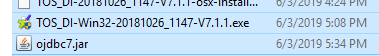 TOS_DI-20181026_1147-V7.1.1-osx-install... 6/3/2019 4:24 PM
TOS_DI-Win32-20181026_1147-V7.1.1.exe 6/3/2019 5:08 PM
ojdbc7.jar 6/3/2019 5:34 PM